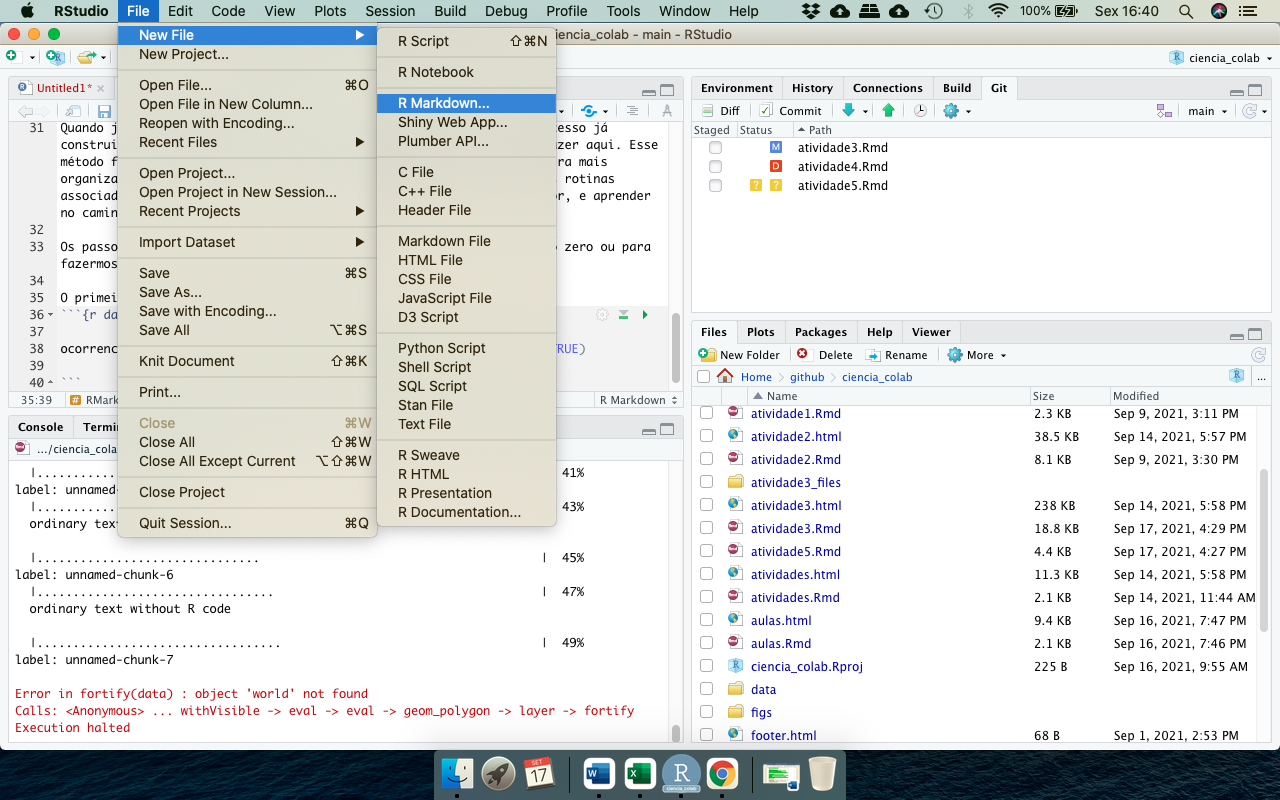 RStudio File Edit Code View Plots Session Build Debug Profile Tools Window Help 100% Sex 16:40
ciencia_colab - main - RStudio
ciencia_colab
New File
New Project...
Open File... ⌘O
Open File in New Column...
Reopen with Encoding...
Recent Files
Open Project...
Open Project in New Session...
Recent Projects
Import Dataset
Save ⌘S
Save As...
Save with Encoding...
Save All ⌥⌘S
Knit Document ⇧⌘K
Print...
Close ⌘W
Close All ⇧⌘W
Close All Except Current ⌥⇧⌘W
Close Project
Quit Session... ⌘Q
R Script ⇧⌘N
R Notebook
R Markdown...
Shiny Web App...
Plumber API...
C File
C++ File
Header File
Markdown File
HTML File
CSS File
JavaScript File
D3 Script
Python Script
Shell Script
SQL Script
Stan File
Text File
R Sweave
R HTML
R Presentation
R Documentation...
Untitled1*
31 Quando j esso já
construi zer aqui. Esse
método f ra mais
organiza rotinas
associad or, e aprender
no camin
32
33 Os passo o zero ou para
fazermos
34
35 O primei
36 ```{r da
37
38 ocorrenc TRUE)
39
40 ```
35:39 RMark R Markdown
Console Termi
.../ciencia_cola
|... 41%
label: unnamed-
|... 43%
ordinary text
|.............................. | 45%
label: unnamed-chunk-6
|................................ | 47%
ordinary text without R code
|................................. | 49%
label: unnamed-chunk-7
Error in fortify(data) : object 'world' not found
Calls: <Anonymous> ... withVisible -> eval -> eval -> geom_polygon -> layer -> fortify
Execution halted
Environment History Connections Build Git
Diff Commit main
Staged Status Path
M atividade3.Rmd
D atividade4.Rmd
? ? atividade5.Rmd
Files Plots Packages Help Viewer
New Folder Delete Rename More
Home github ciencia_colab ...
Name Size Modified
atividade1.Rmd 2.3 KB Sep 9, 2021, 3:11 PM
atividade2.html 38.5 KB Sep 14, 2021, 5:57 PM
atividade2.Rmd 8.1 KB Sep 9, 2021, 3:30 PM
atividade3_files
atividade3.html 238 KB Sep 14, 2021, 5:58 PM
atividade3.Rmd 18.8 KB Sep 17, 2021, 4:29 PM
atividade5.Rmd 4.4 KB Sep 17, 2021, 4:27 PM
atividades.html 11.3 KB Sep 14, 2021, 5:58 PM
atividades.Rmd 2.1 KB Sep 14, 2021, 11:44 AM
aulas.html 9.4 KB Sep 16, 2021, 7:47 PM
aulas.Rmd 2.1 KB Sep 16, 2021, 7:46 PM
ciencia_colab.Rproj 225 B Sep 16, 2021, 9:55 AM
data
figs
footer.html 68 B Sep 1, 2021, 2:53 PM
SET
17
W
X
R
ciencia_colab